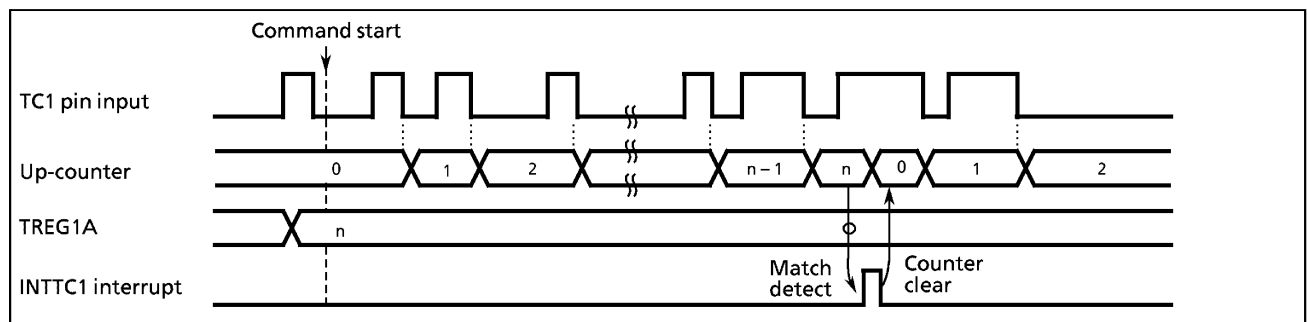 Command start
TC1 pin input
Up-counter
0
1
2
n – 1
n
0
1
2
TREG1A
n
INTTC1 interrupt
Match
detect
Counter
clear